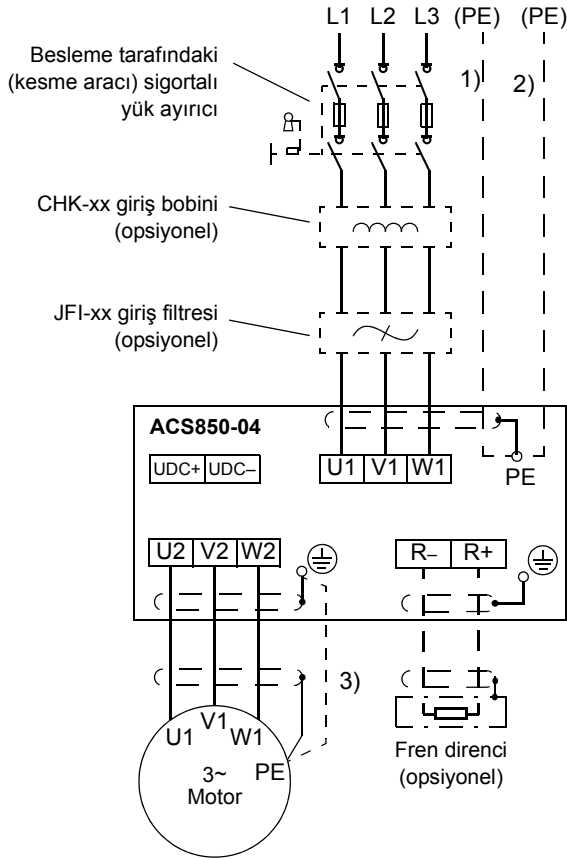 L1 L2 L3 (PE) (PE)
Besleme tarafındaki
(kesme aracı) sigortalı
yük ayırıcı
1)
2)
CHK-xx giriş bobini
(opsiyonel)
JFI-xx giriş filtresi
(opsiyonel)
ACS850-04
UDC+ UDC–
U1 V1 W1
PE
U2 V2 W2
R– R+
3)
U1 V1 W1
PE
3~
Motor
Fren direnci
(opsiyonel)